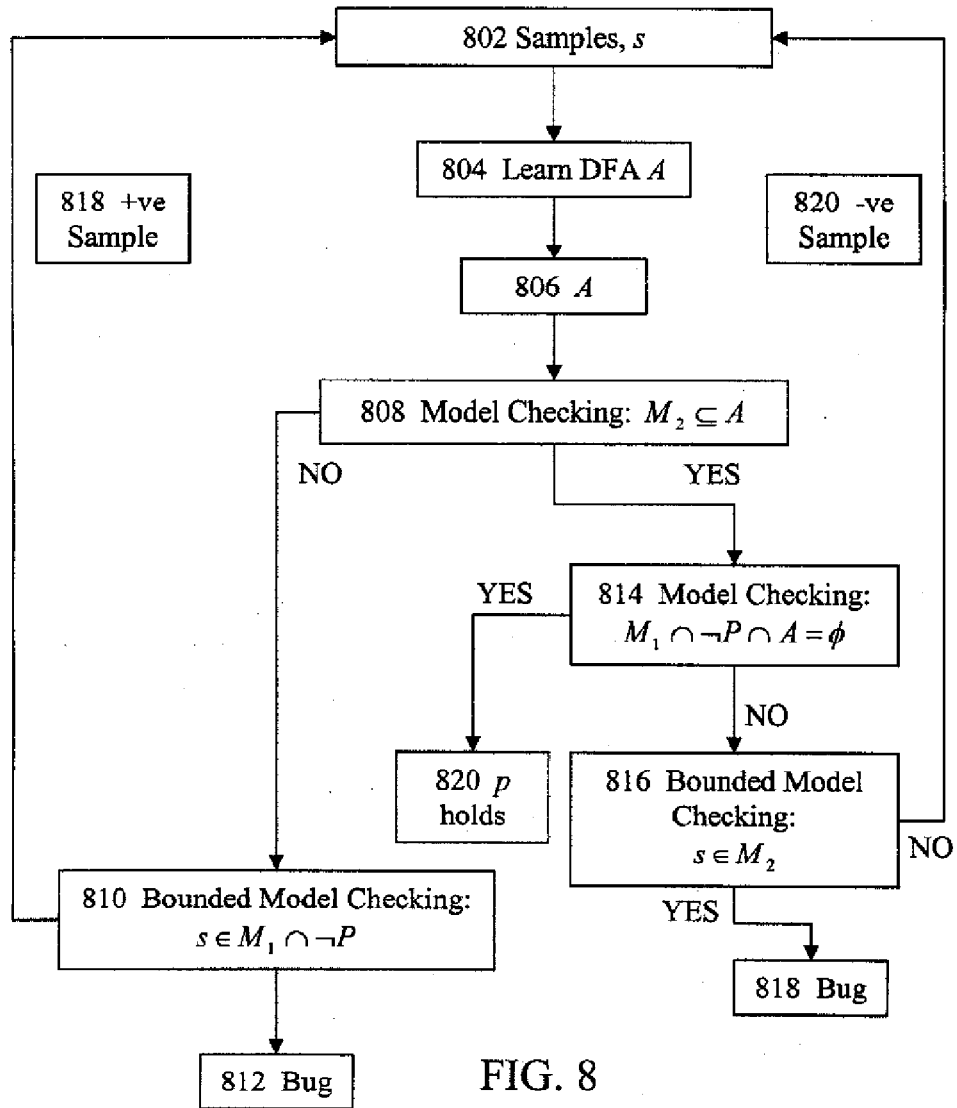 802 Samples, s
804 Learn DFA A
818 +ve
Sample
820 -ve
Sample
806 A
808 Model Checking: M₂ ⊆ A
NO
YES
YES
814 Model Checking:
M₁ ∩ ¬P ∩ A = ϕ
NO
820 p
holds
816 Bounded Model
Checking:
s ∈ M₂
NO
810 Bounded Model Checking:
s ∈ M₁ ∩ ¬P
YES
818 Bug
812 Bug
FIG. 8